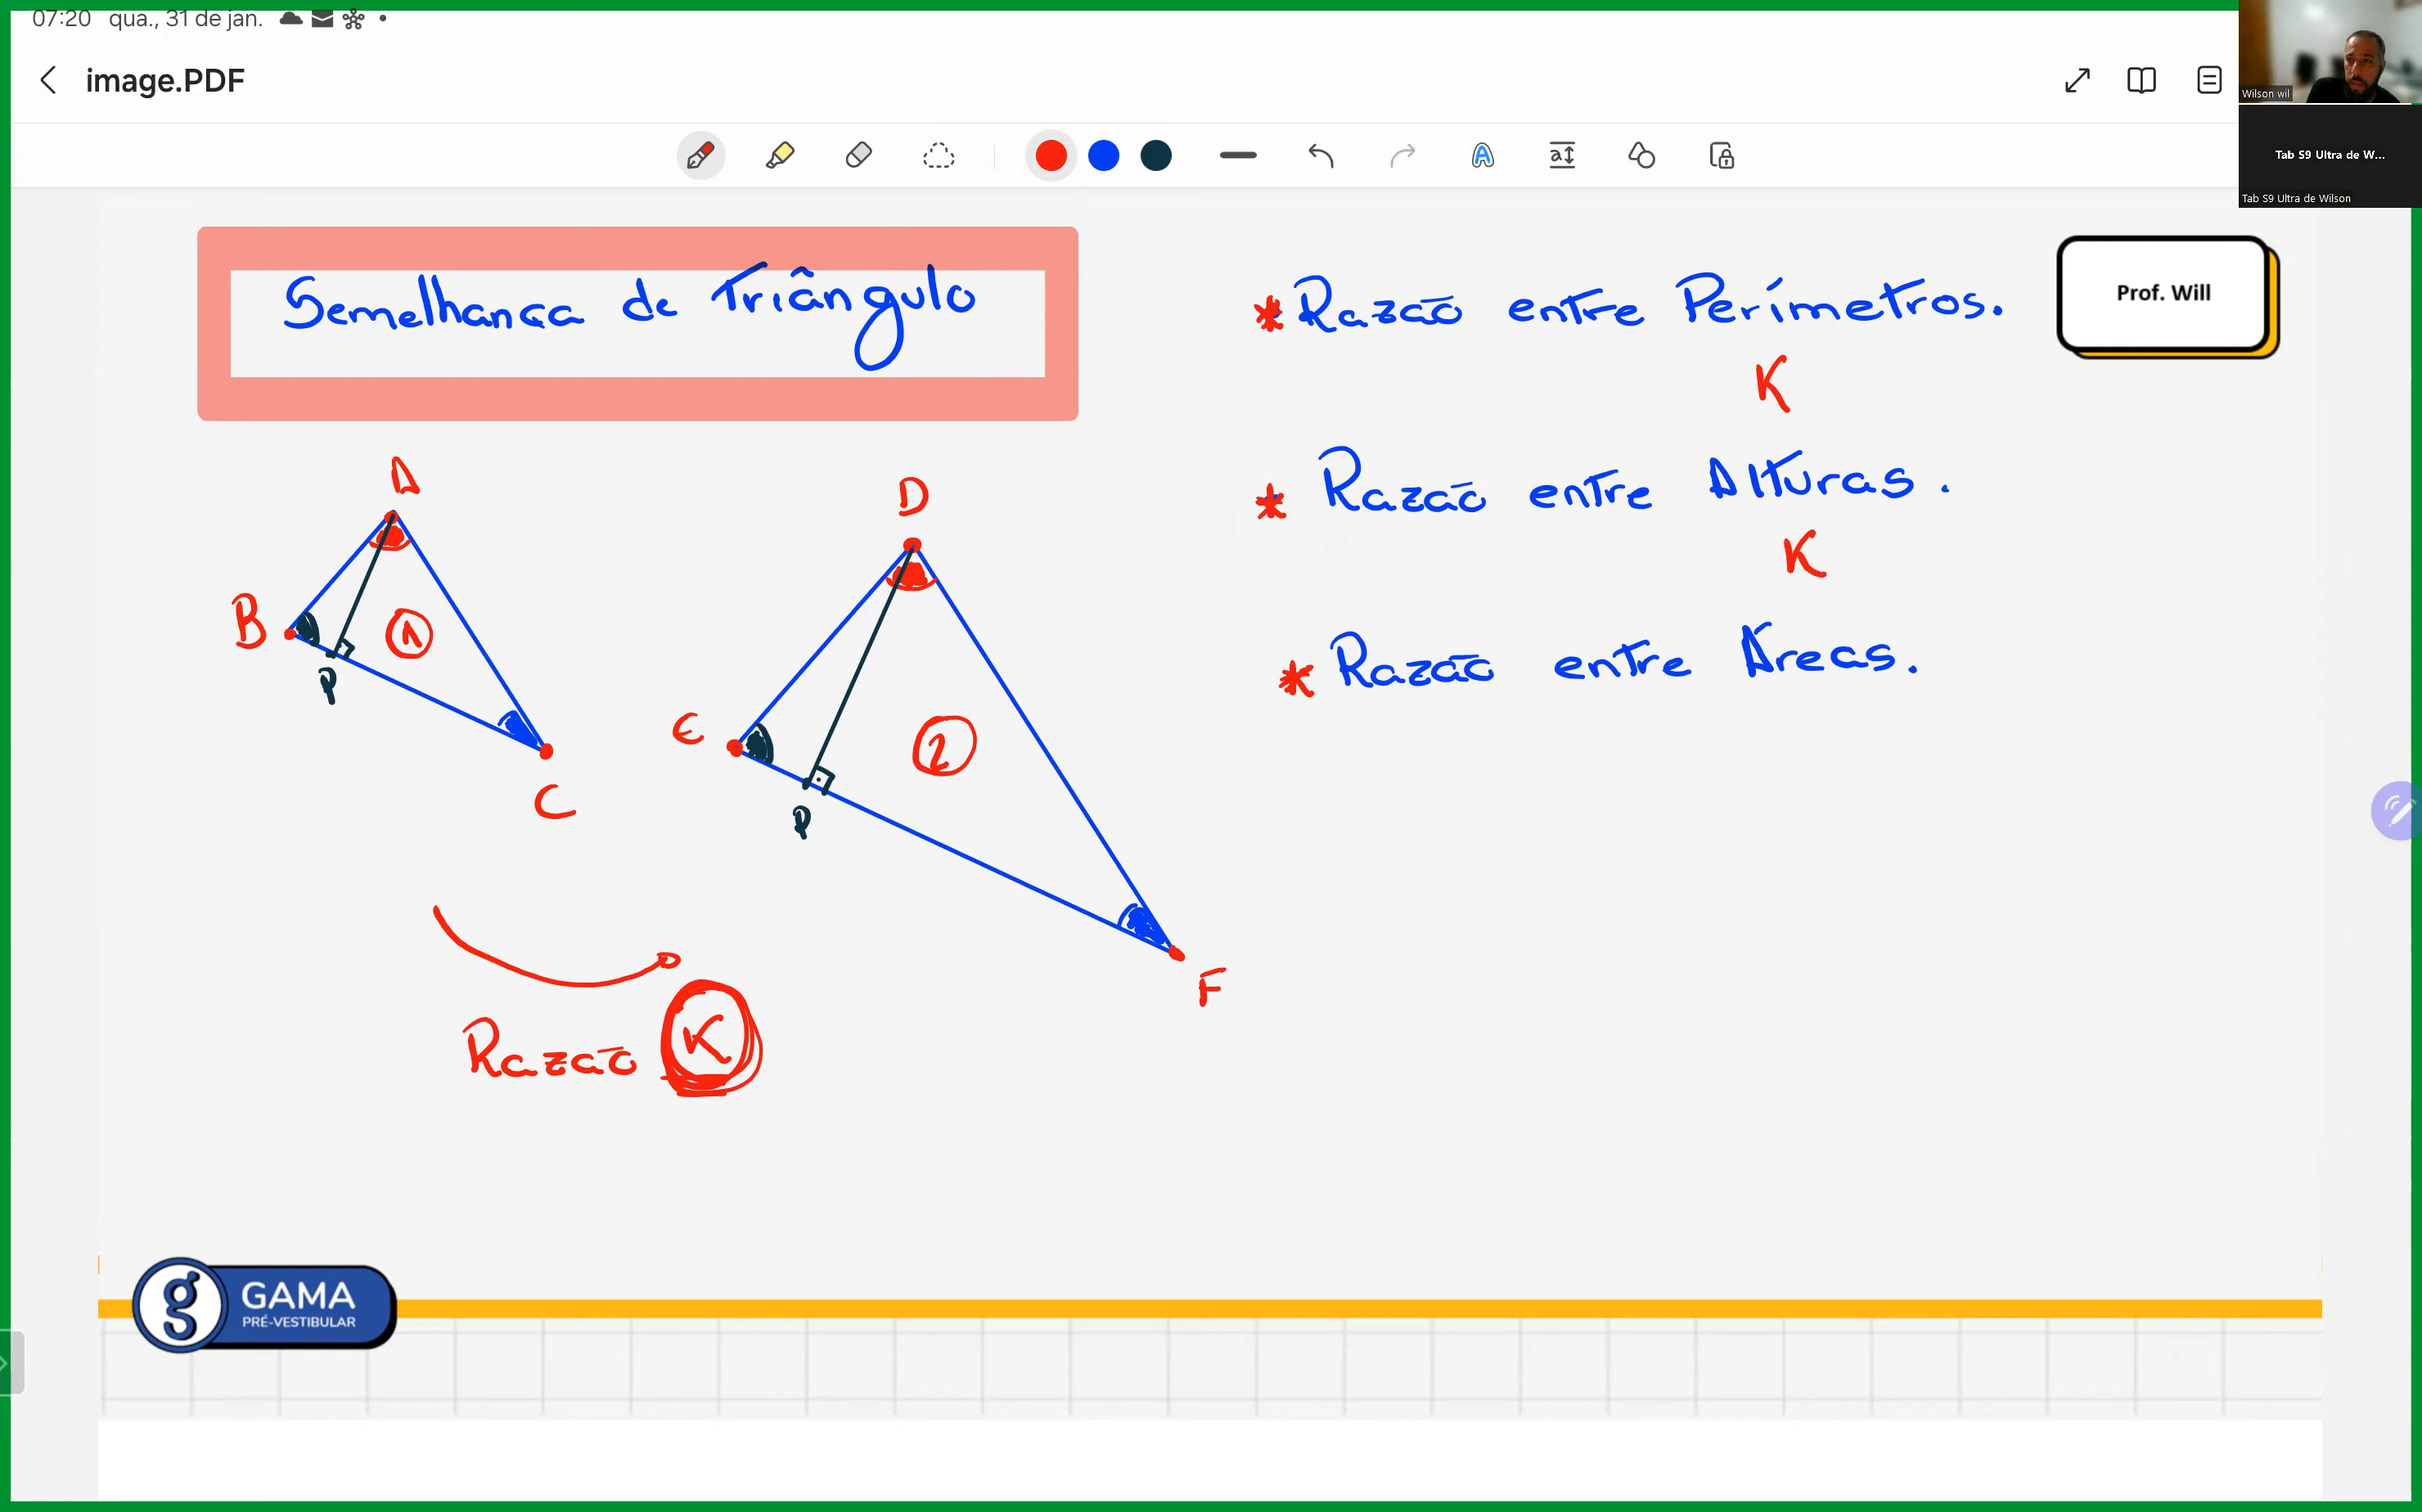 07:20 qua., 31 de jan.
image.PDF
Wilson wil
Tab S9 Ultra de W...
Tab S9 Ultra de Wilson
Semelhança de Triângulo
* Razão entre Perímetros.
K
Prof. Will
* Razão entre Alturas.
K
* Razão entre Áreas.
A
D
B
1
P
C
E
2
P
F
Razão K
GAMA
PRÉ-VESTIBULAR